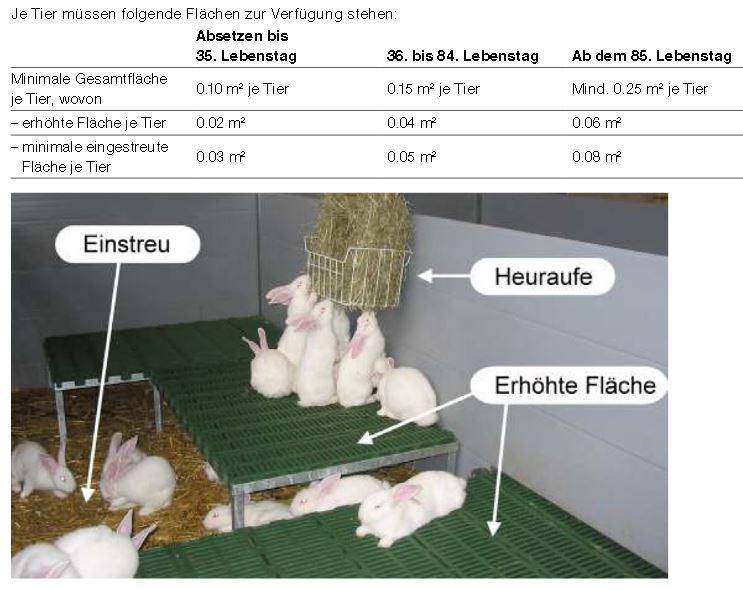 Je Tier müssen folgende Flächen zur Verfügung stehen:
Absetzen bis
35. Lebenstag 36. bis 84. Lebenstag Ab dem 85. Lebenstag
Minimale Gesamtfläche
je Tier, wovon 0.10 m² je Tier 0.15 m² je Tier Mind. 0.25 m² je Tier
– erhöhte Fläche je Tier 0.02 m² 0.04 m² 0.06 m²
– minimale eingestreute
Fläche je Tier 0.03 m² 0.05 m² 0.08 m²
Einstreu
Heuraufe
Erhöhte Fläche